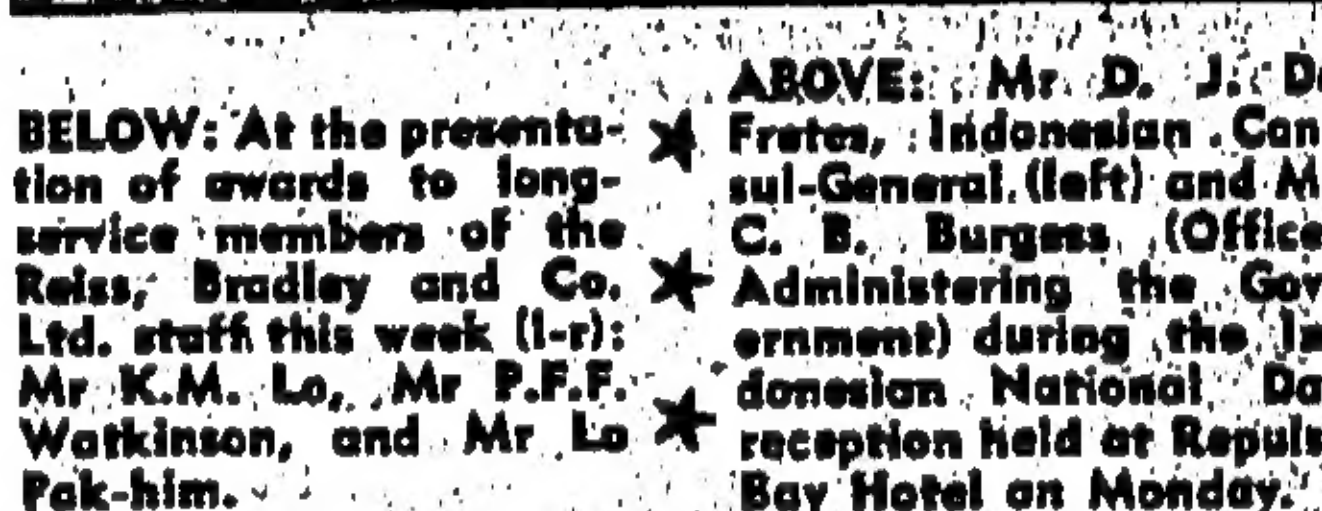 BELOW: At the presenta-
tion of awards to long-
service members of the
Reiss, Bradley and Co.
Ltd. staff this week (l-r):
Mr K.M. Lo, Mr P.F.F.
Watkinson, and Mr Lo
Pak-him.
ABOVE: Mr D. J. De
Fretes, Indonesian Con
sul-General (left) and M
C. B. Burgess (Office
Administering the Gov
ernment) during the In
donesian National Da
reception held at Repuls
Bay Hotel on Monday.